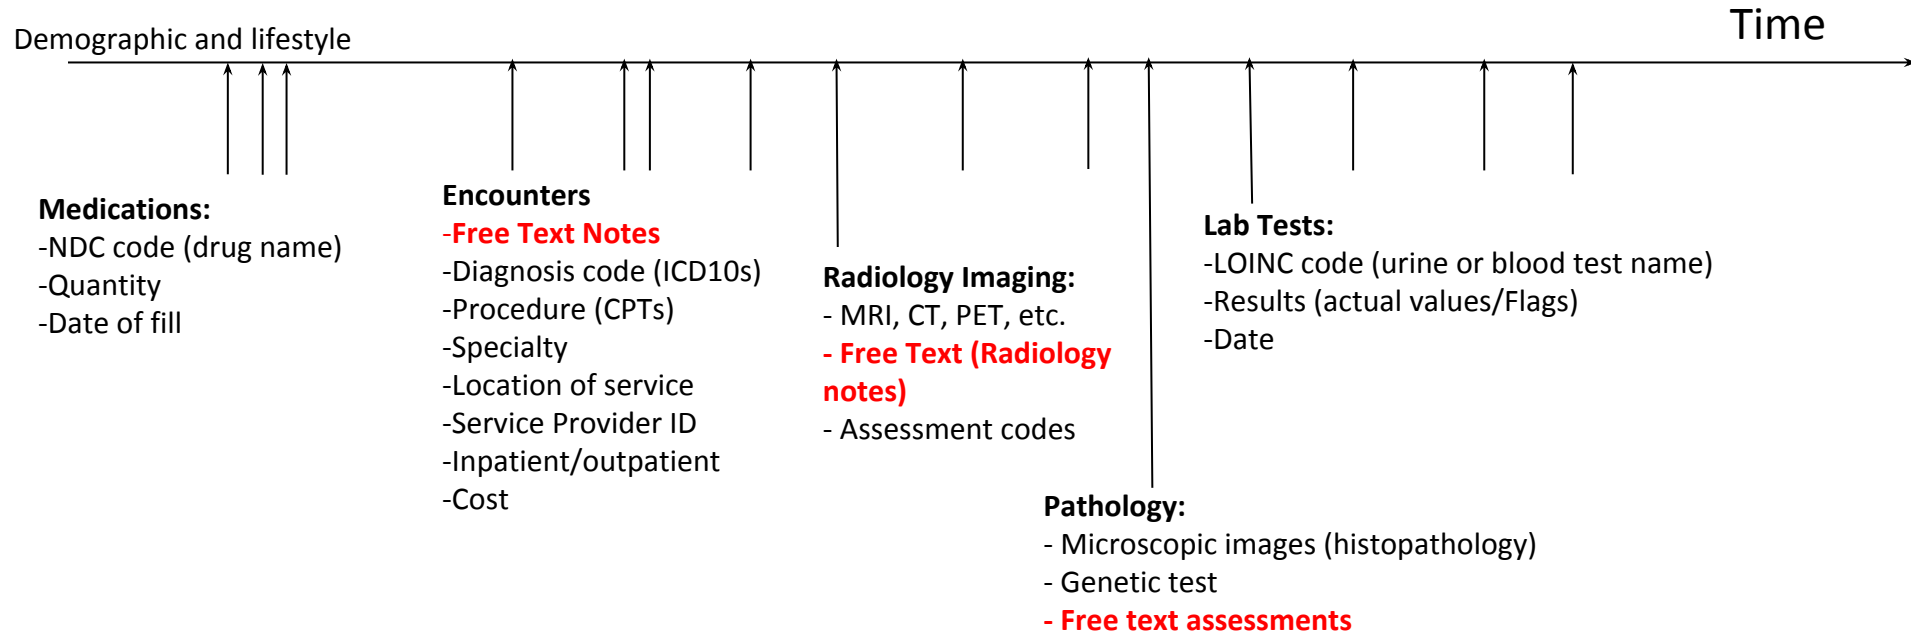 Time
Demographic and lifestyle
Medications:
-NDC code (drug name)
-Quantity
-Date of fill
Encounters
-Free Text Notes
-Diagnosis code (ICD10s)
-Procedure (CPTs)
-Specialty
-Location of service
-Service Provider ID
-Inpatient/outpatient
-Cost
Radiology Imaging:
- MRI, CT, PET, etc.
- Free Text (Radiology
notes)
- Assessment codes
Lab Tests:
-LOINC code (urine or blood test name)
-Results (actual values/Flags)
-Date
Pathology:
- Microscopic images (histopathology)
- Genetic test
- Free text assessments